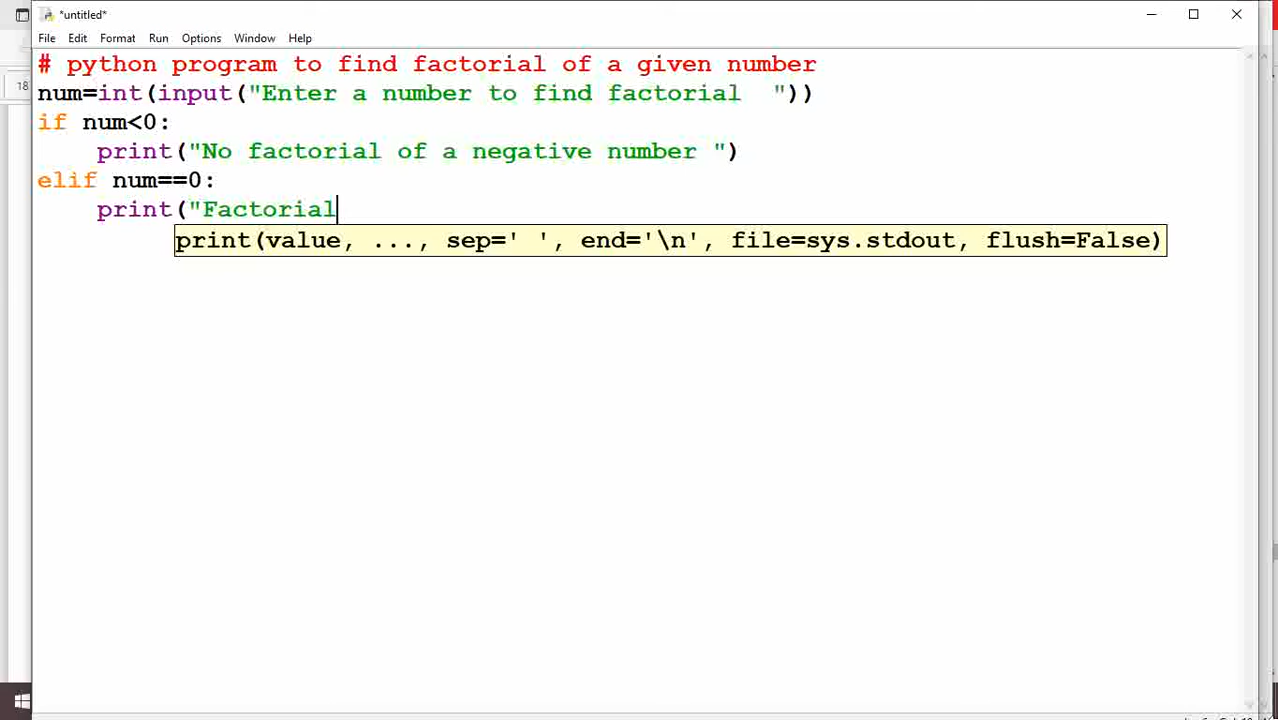 *untitled*
File Edit Format Run Options Window Help
18
# python program to find factorial of a given number
num=int(input("Enter a number to find factorial  "))
if num<0:
    print("No factorial of a negative number ")
elif num==0:
    print("Factorial
print(value, ..., sep=' ', end='\n', file=sys.stdout, flush=False)